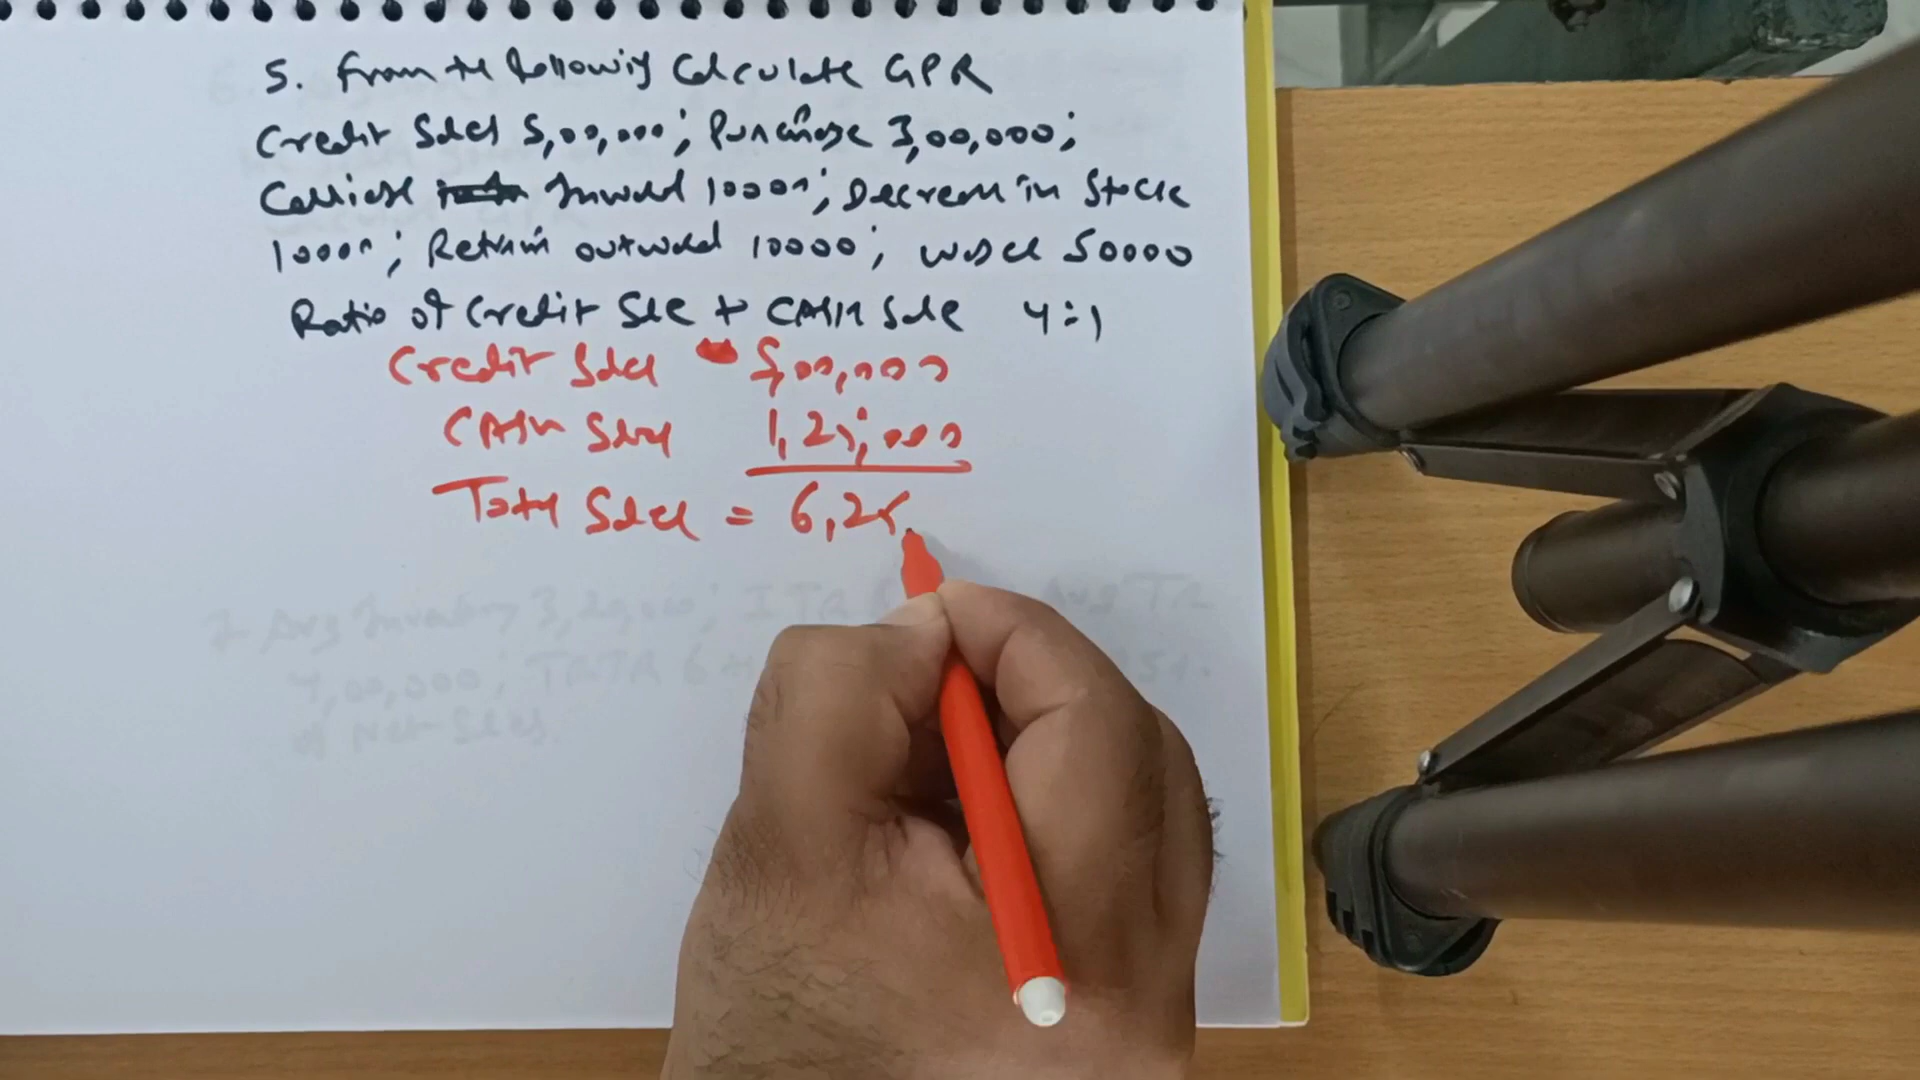 5. From the following Calculate GPR
Credit Sales 5,00,000; Purchase 3,00,000;
Carriage Inward 10000; Decrease in Stock
10000; Return outward 10000; wages 50000
Ratio of Credit Sale & CASH Sale 4:1
Credit Sales 5,00,000
CASH Sales 1,25,000
Total Sales = 6,25,